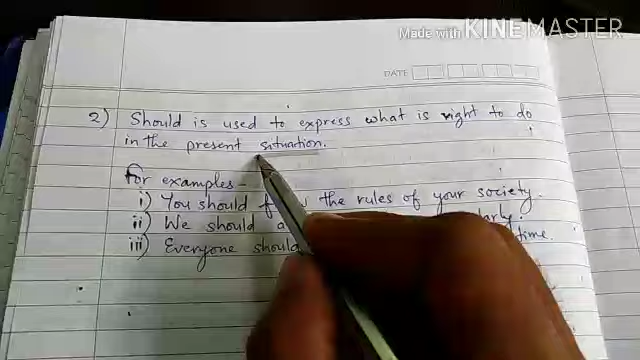 Made with KINEMASTER
DATE
2) Should is used to express what is right to do
in the present situation.
For examples-
i) You should the rules of your society.
ii) We should
iii) Everyone should time.